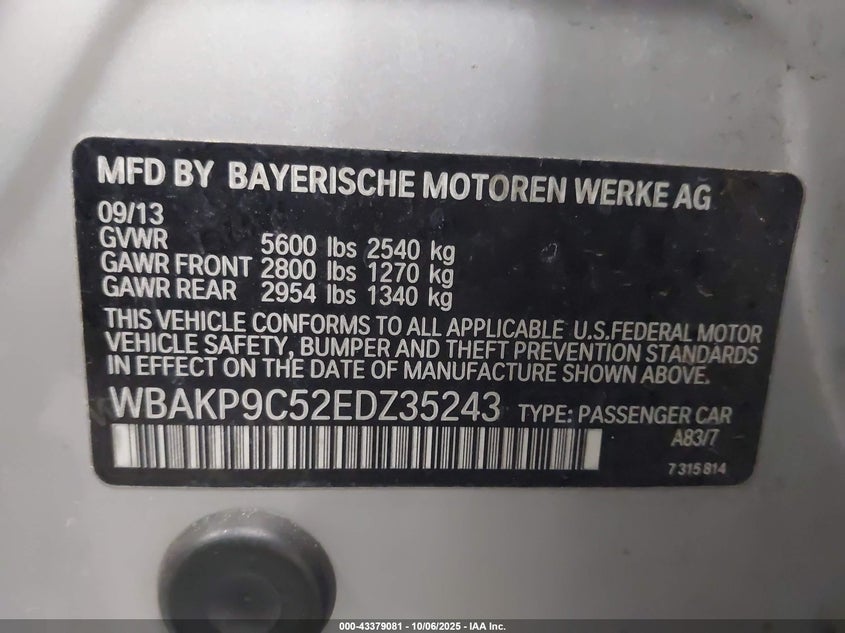 MFD BY BAYERISCHE MOTOREN WERKE AG
09/13
GVWR 5600 lbs 2540 kg
GAWR FRONT 2800 lbs 1270 kg
GAWR REAR 2954 lbs 1340 kg
THIS VEHICLE CONFORMS TO ALL APPLICABLE U.S.FEDERAL MOTOR
VEHICLE SAFETY, BUMPER AND THEFT PREVENTION STANDARDS
IN EFFECT ON THE DATE OF MANUFACTURE SHOWN ABOVE.
WBAKP9C52EDZ35243 TYPE: PASSENGER CAR
A83/7
7 315 814
000-43379081 - 10/06/2025 - IAA Inc.